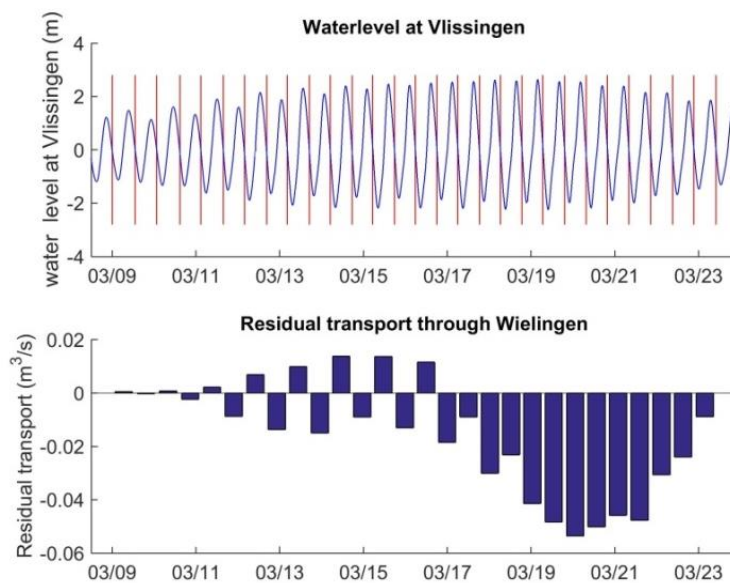 Waterlevel at Vlissingen
water level at Vlissingen (m)
4
2
0
-2
-4
03/09 03/11 03/13 03/15 03/17 03/19 03/21 03/23
Residual transport through Wielingen
Residual transport (m³/s)
0.02
0
-0.02
-0.04
-0.06
03/09 03/11 03/13 03/15 03/17 03/19 03/21 03/23